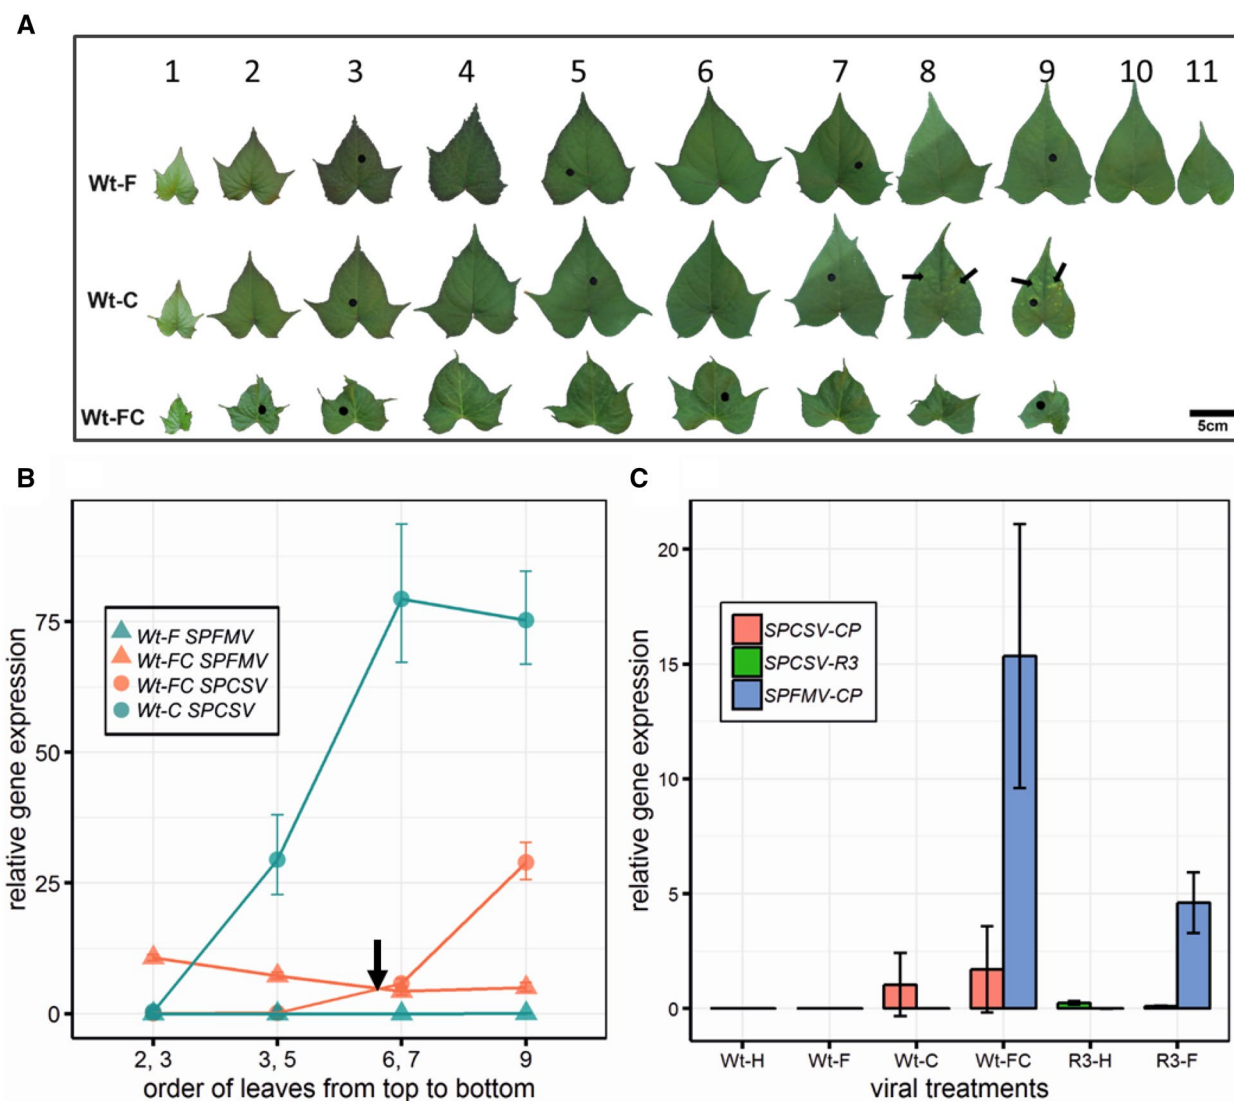 A
1 2 3 4 5 6 7 8 9 10 11
Wt-F
Wt-C
Wt-FC
5cm
B
relative gene expression
75
50
25
0
Wt-F SPFMV
Wt-FC SPFMV
Wt-FC SPCSV
Wt-C SPCSV
2, 3 3, 5 6, 7 9
order of leaves from top to bottom
C
relative gene expression
20
15
10
5
0
SPCSV-CP
SPCSV-R3
SPFMV-CP
Wt-H Wt-F Wt-C Wt-FC R3-H R3-F
viral treatments